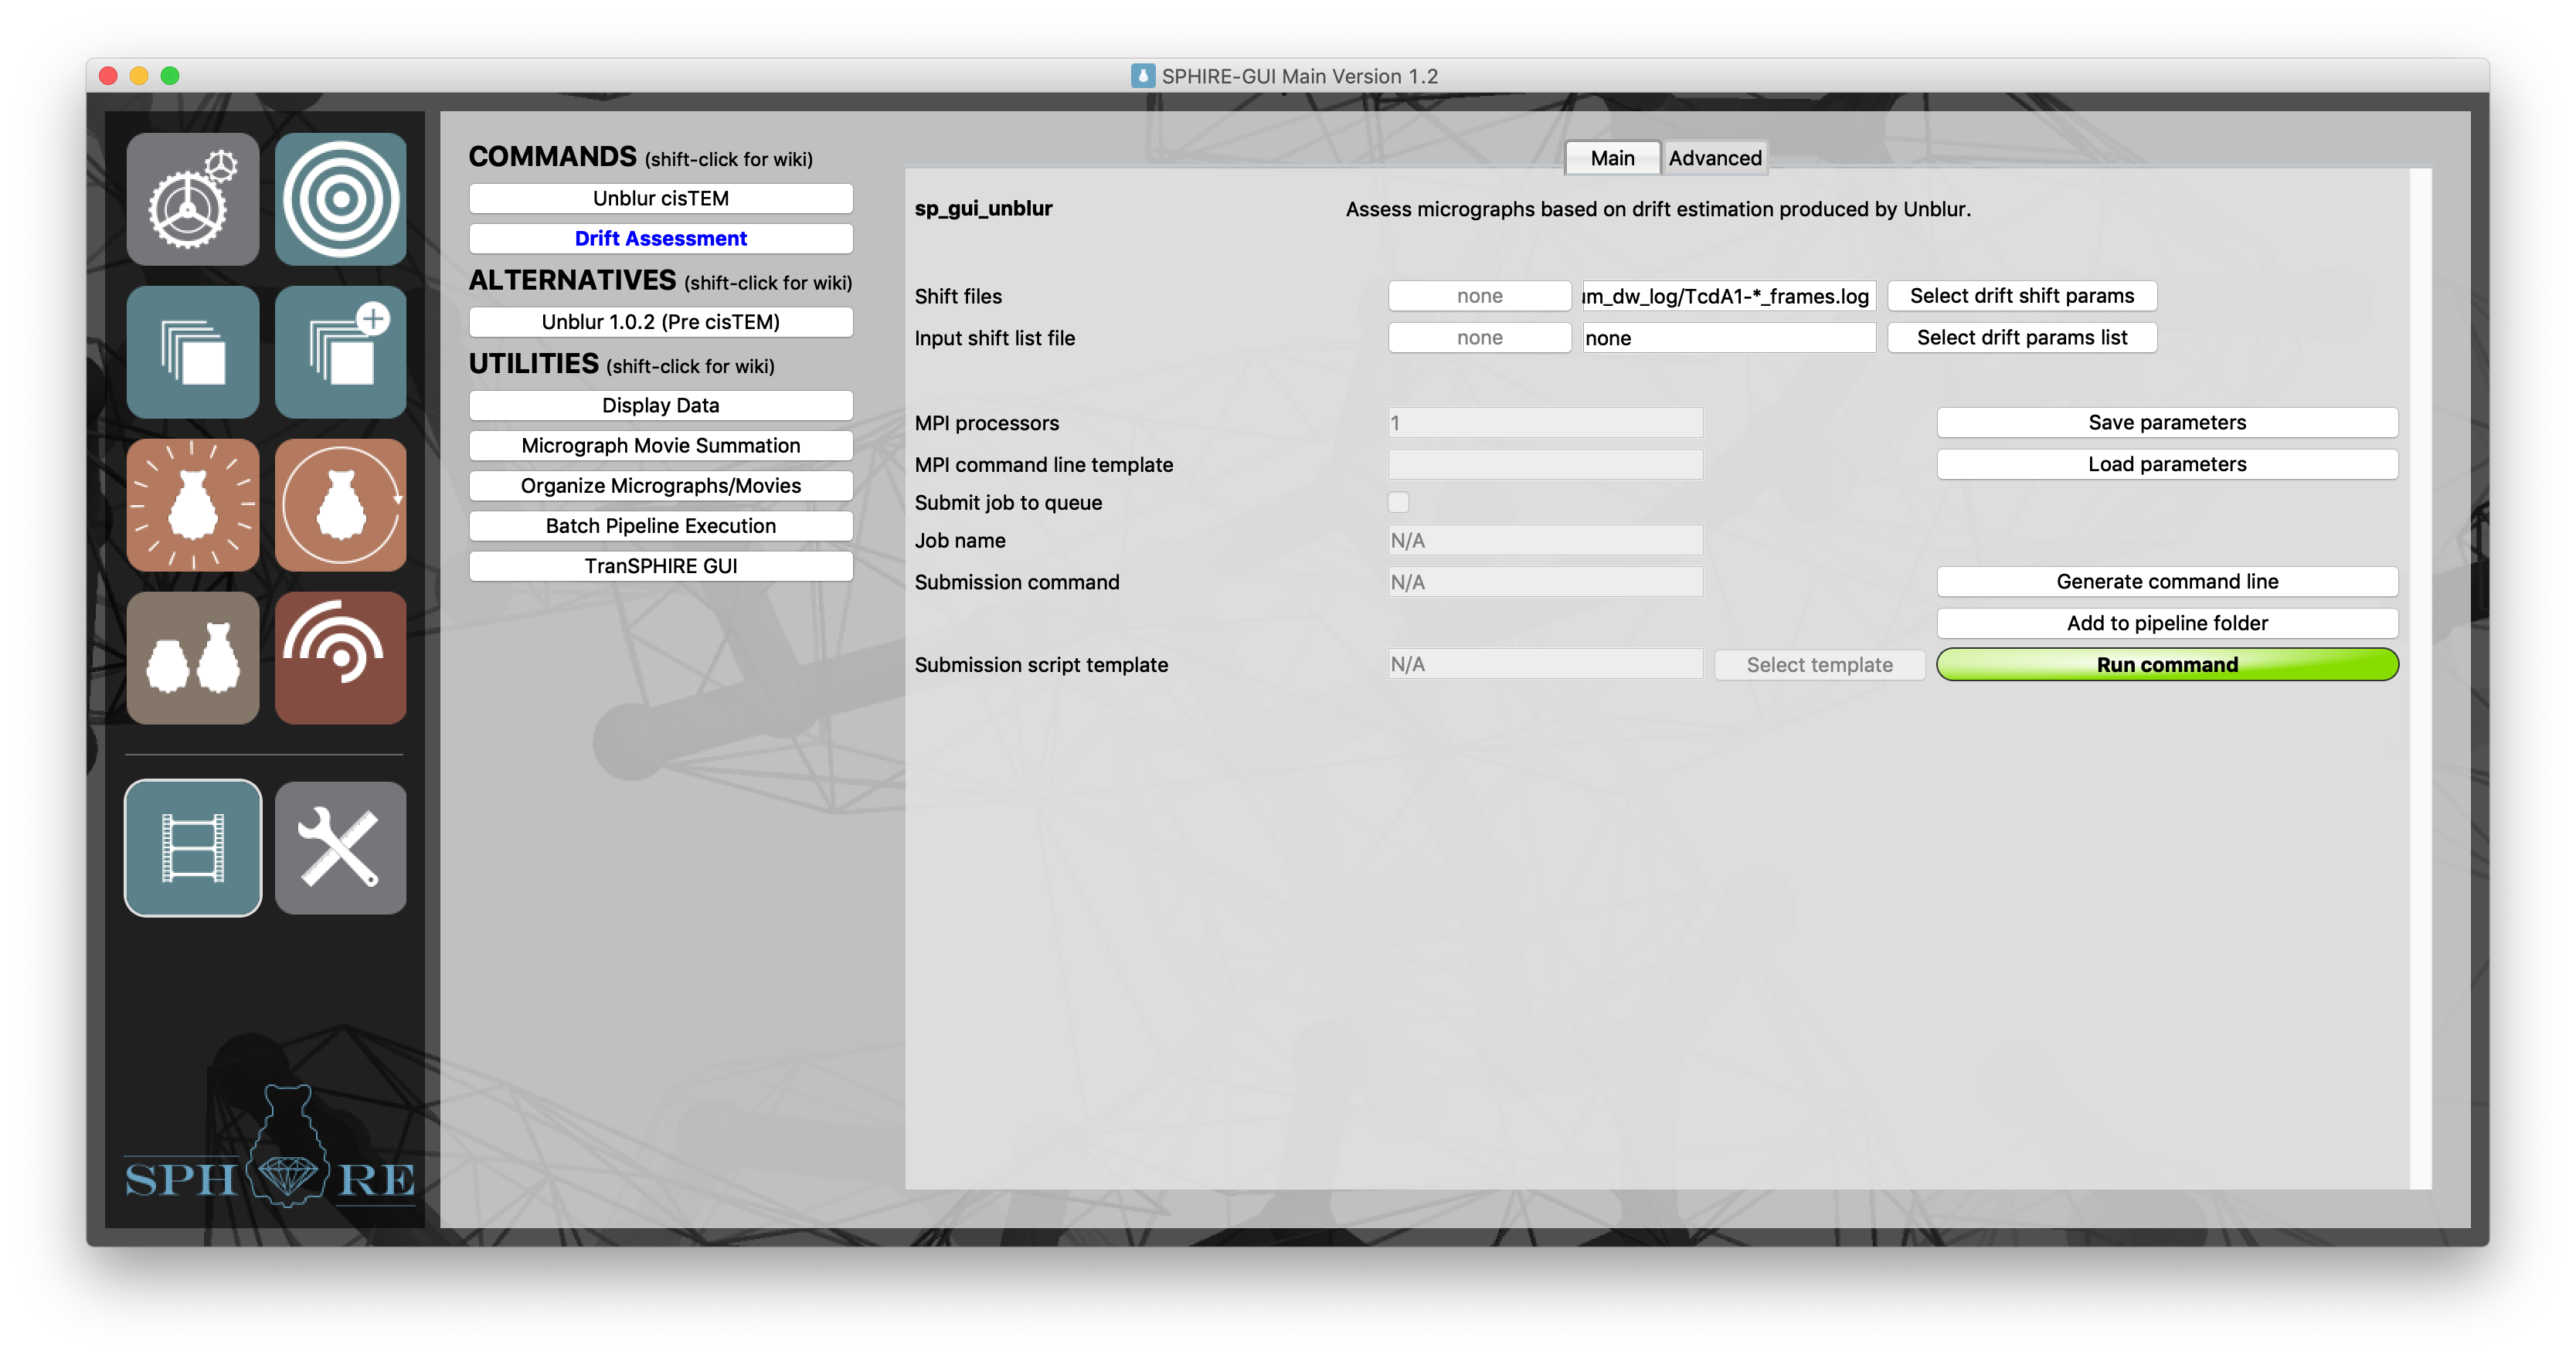 SPHIRE-GUI Main Version 1.2
COMMANDS (shift-click for wiki)
Unblur cisTEM
Drift Assessment
ALTERNATIVES (shift-click for wiki)
Unblur 1.0.2 (Pre cisTEM)
UTILITIES (shift-click for wiki)
Display Data
Micrograph Movie Summation
Organize Micrographs/Movies
Batch Pipeline Execution
TranSPHIRE GUI
Main Advanced
sp_gui_unblur Assess micrographs based on drift estimation produced by Unblur.
Shift files none um_dw_log/TcdA1-*_frames.log Select drift shift params
Input shift list file none none Select drift params list
MPI processors 1 Save parameters
MPI command line template Load parameters
Submit job to queue
Job name N/A
Submission command N/A Generate command line
Add to pipeline folder
Submission script template N/A Select template Run command
SPHIRE